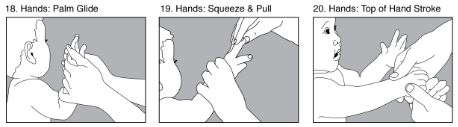 18. Hands: Palm Glide
19. Hands: Squeeze & Pull
20. Hands: Top of Hand Stroke